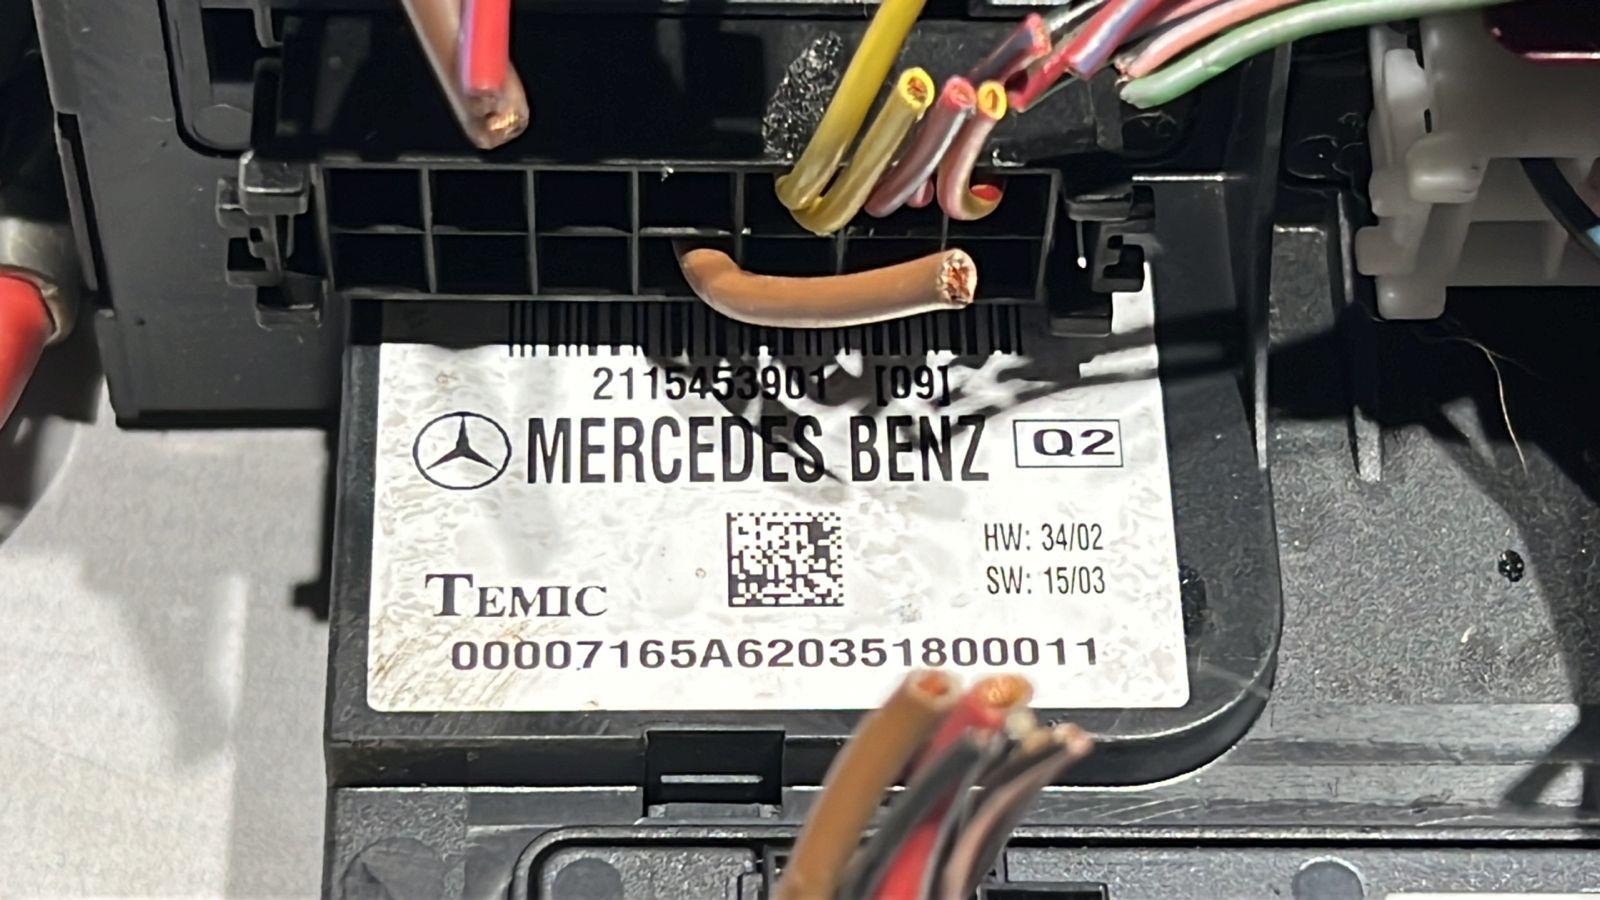 2115453901 [09]
MERCEDES BENZ Q2
HW: 34/02
SW: 15/03
TEMIC
00007165A620351800011